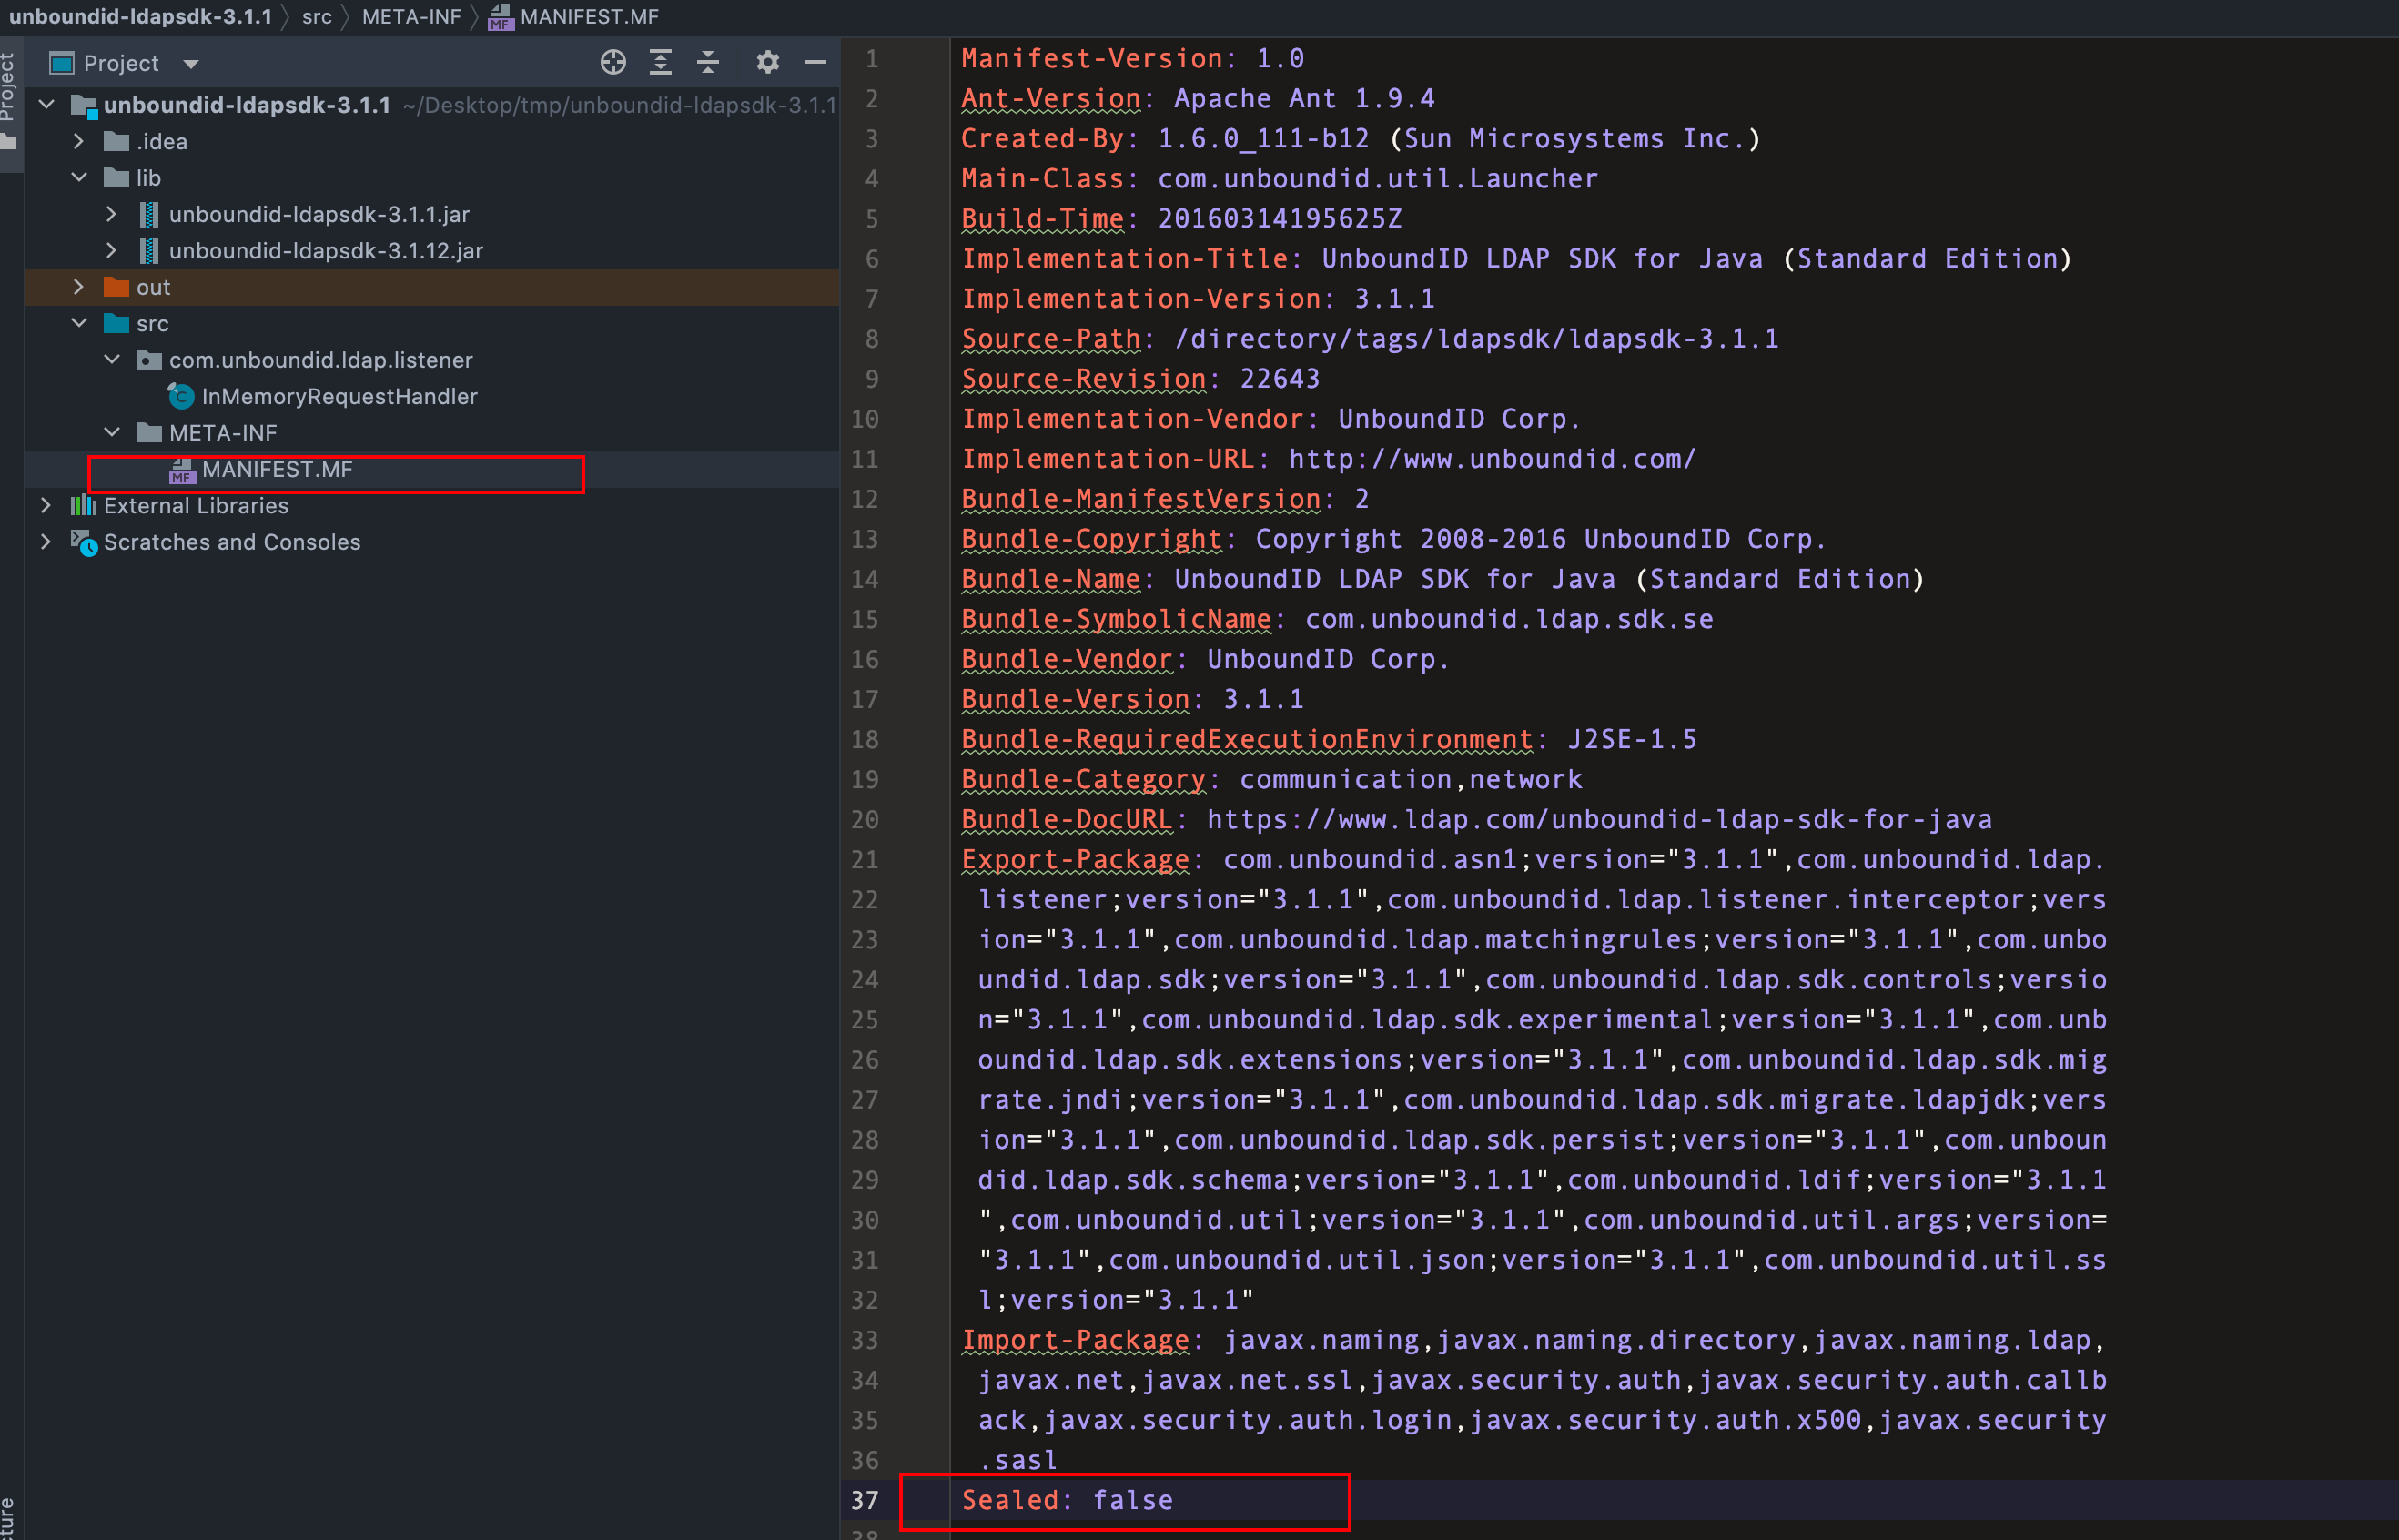 unboundid-ldapsdk-3.1.1 src META-INF MANIFEST.MF
Project
Project
unboundid-ldapsdk-3.1.1 ~/Desktop/tmp/unboundid-ldapsdk-3.1.1
.idea
lib
unboundid-ldapsdk-3.1.1.jar
unboundid-ldapsdk-3.1.12.jar
out
src
com.unboundid.ldap.listener
InMemoryRequestHandler
META-INF
MANIFEST.MF
External Libraries
Scratches and Consoles
1 Manifest-Version: 1.0
2 Ant-Version: Apache Ant 1.9.4
3 Created-By: 1.6.0_111-b12 (Sun Microsystems Inc.)
4 Main-Class: com.unboundid.util.Launcher
5 Build-Time: 20160314195625Z
6 Implementation-Title: UnboundID LDAP SDK for Java (Standard Edition)
7 Implementation-Version: 3.1.1
8 Source-Path: /directory/tags/ldapsdk/ldapsdk-3.1.1
9 Source-Revision: 22643
10 Implementation-Vendor: UnboundID Corp.
11 Implementation-URL: http://www.unboundid.com/
12 Bundle-ManifestVersion: 2
13 Bundle-Copyright: Copyright 2008-2016 UnboundID Corp.
14 Bundle-Name: UnboundID LDAP SDK for Java (Standard Edition)
15 Bundle-SymbolicName: com.unboundid.ldap.sdk.se
16 Bundle-Vendor: UnboundID Corp.
17 Bundle-Version: 3.1.1
18 Bundle-RequiredExecutionEnvironment: J2SE-1.5
19 Bundle-Category: communication,network
20 Bundle-DocURL: https://www.ldap.com/unboundid-ldap-sdk-for-java
21 Export-Package: com.unboundid.asn1;version="3.1.1",com.unboundid.ldap.
22 listener;version="3.1.1",com.unboundid.ldap.listener.interceptor;vers
23 ion="3.1.1",com.unboundid.ldap.matchingrules;version="3.1.1",com.unbo
24 undid.ldap.sdk;version="3.1.1",com.unboundid.ldap.sdk.controls;versio
25 n="3.1.1",com.unboundid.ldap.sdk.experimental;version="3.1.1",com.unb
26 oundid.ldap.sdk.extensions;version="3.1.1",com.unboundid.ldap.sdk.mig
27 rate.jndi;version="3.1.1",com.unboundid.ldap.sdk.migrate.ldapjdk;vers
28 ion="3.1.1",com.unboundid.ldap.sdk.persist;version="3.1.1",com.unboun
29 did.ldap.sdk.schema;version="3.1.1",com.unboundid.ldif;version="3.1.1
30 ",com.unboundid.util;version="3.1.1",com.unboundid.util.args;version=
31 "3.1.1",com.unboundid.util.json;version="3.1.1",com.unboundid.util.ss
32 l;version="3.1.1"
33 Import-Package: javax.naming,javax.naming.directory,javax.naming.ldap,
34 javax.net,javax.net.ssl,javax.security.auth,javax.security.auth.callb
35 ack,javax.security.auth.login,javax.security.auth.x500,javax.security
36 .sasl
37 Sealed: false
38